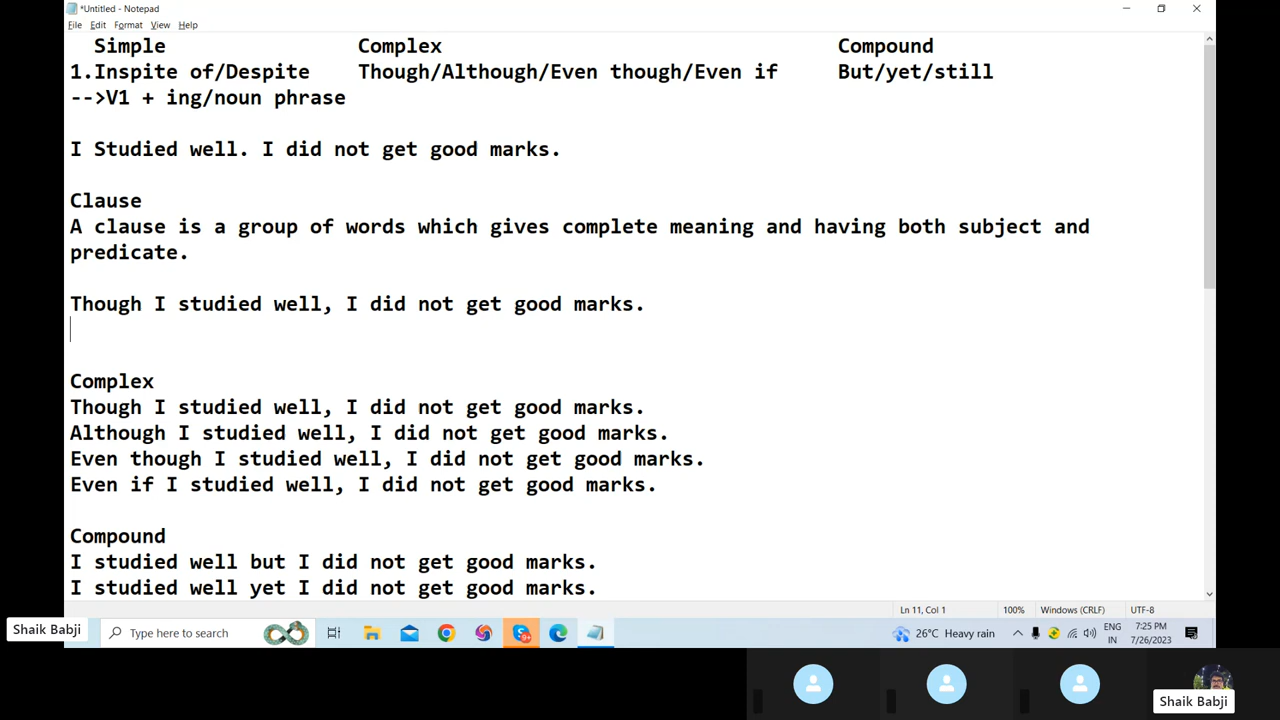 *Untitled - Notepad
File Edit Format View Help
Simple Complex Compound
1.Inspite of/Despite Though/Although/Even though/Even if But/yet/still
-->V1 + ing/noun phrase
I Studied well. I did not get good marks.
Clause
A clause is a group of words which gives complete meaning and having both subject and
predicate.
Though I studied well, I did not get good marks.
Complex
Though I studied well, I did not get good marks.
Although I studied well, I did not get good marks.
Even though I studied well, I did not get good marks.
Even if I studied well, I did not get good marks.
Compound
I studied well but I did not get good marks.
I studied well yet I did not get good marks.
Ln 11, Col 1 100% Windows (CRLF) UTF-8
Shaik Babji
Type here to search
26°C Heavy rain
ENG
IN
7:25 PM
7/26/2023
Shaik Babji